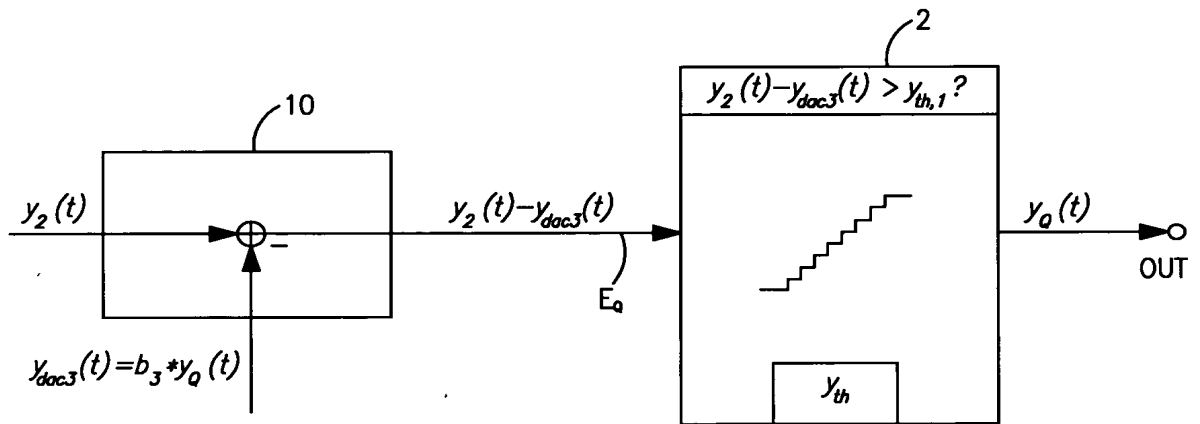 2
y₂(t)−y_dac3(t) > y_th,1 ?
10
y₂(t)
y₂(t)−y_dac3(t)
y_Q(t)
−
E_Q
OUT
y_dac3(t)=b₃*y_Q(t)
y_th